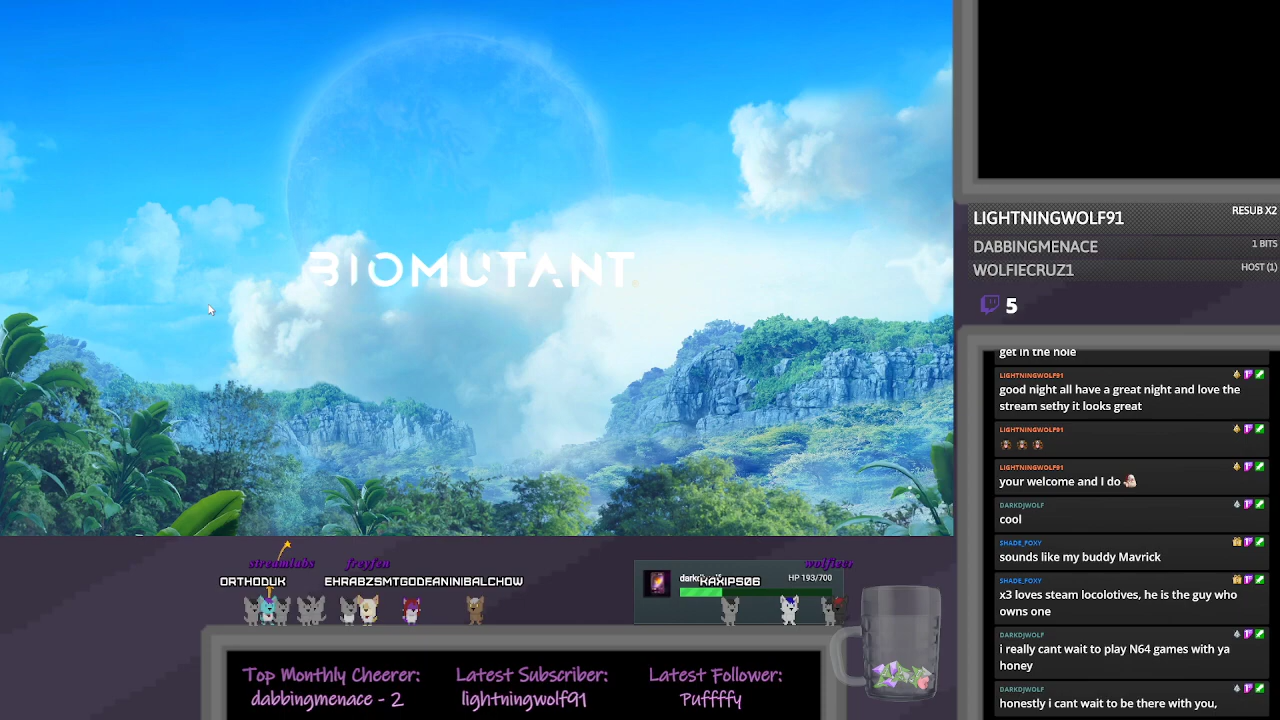 BIOMUTANT
LIGHTNINGWOLF91 RESUB X2
DABBINGMENACE 1 BITS
WOLFIECRUZ1 HOST (1)
5
get in the hole
LIGHTNINGWOLF91
good night all have a great night and love the
stream sethy it looks great
LIGHTNINGWOLF91
LIGHTNINGWOLF91
your welcome and I do
DARKDJWOLF
cool
SHADE_FOXY
sounds like my buddy Mavrick
SHADE_FOXY
x3 loves steam locolotives, he is the guy who
owns one
DARKDJWOLF
i really cant wait to play N64 games with ya
honey
DARKDJWOLF
honestly i cant wait to be there with you,
streamlabs freyfen
ORTHODUK
HP 193/700
KAXIPS06
Top Monthly Cheerer:
dabbingmenace - 2
Latest Subscriber:
lightningwolf91
Latest Follower:
Puffffy